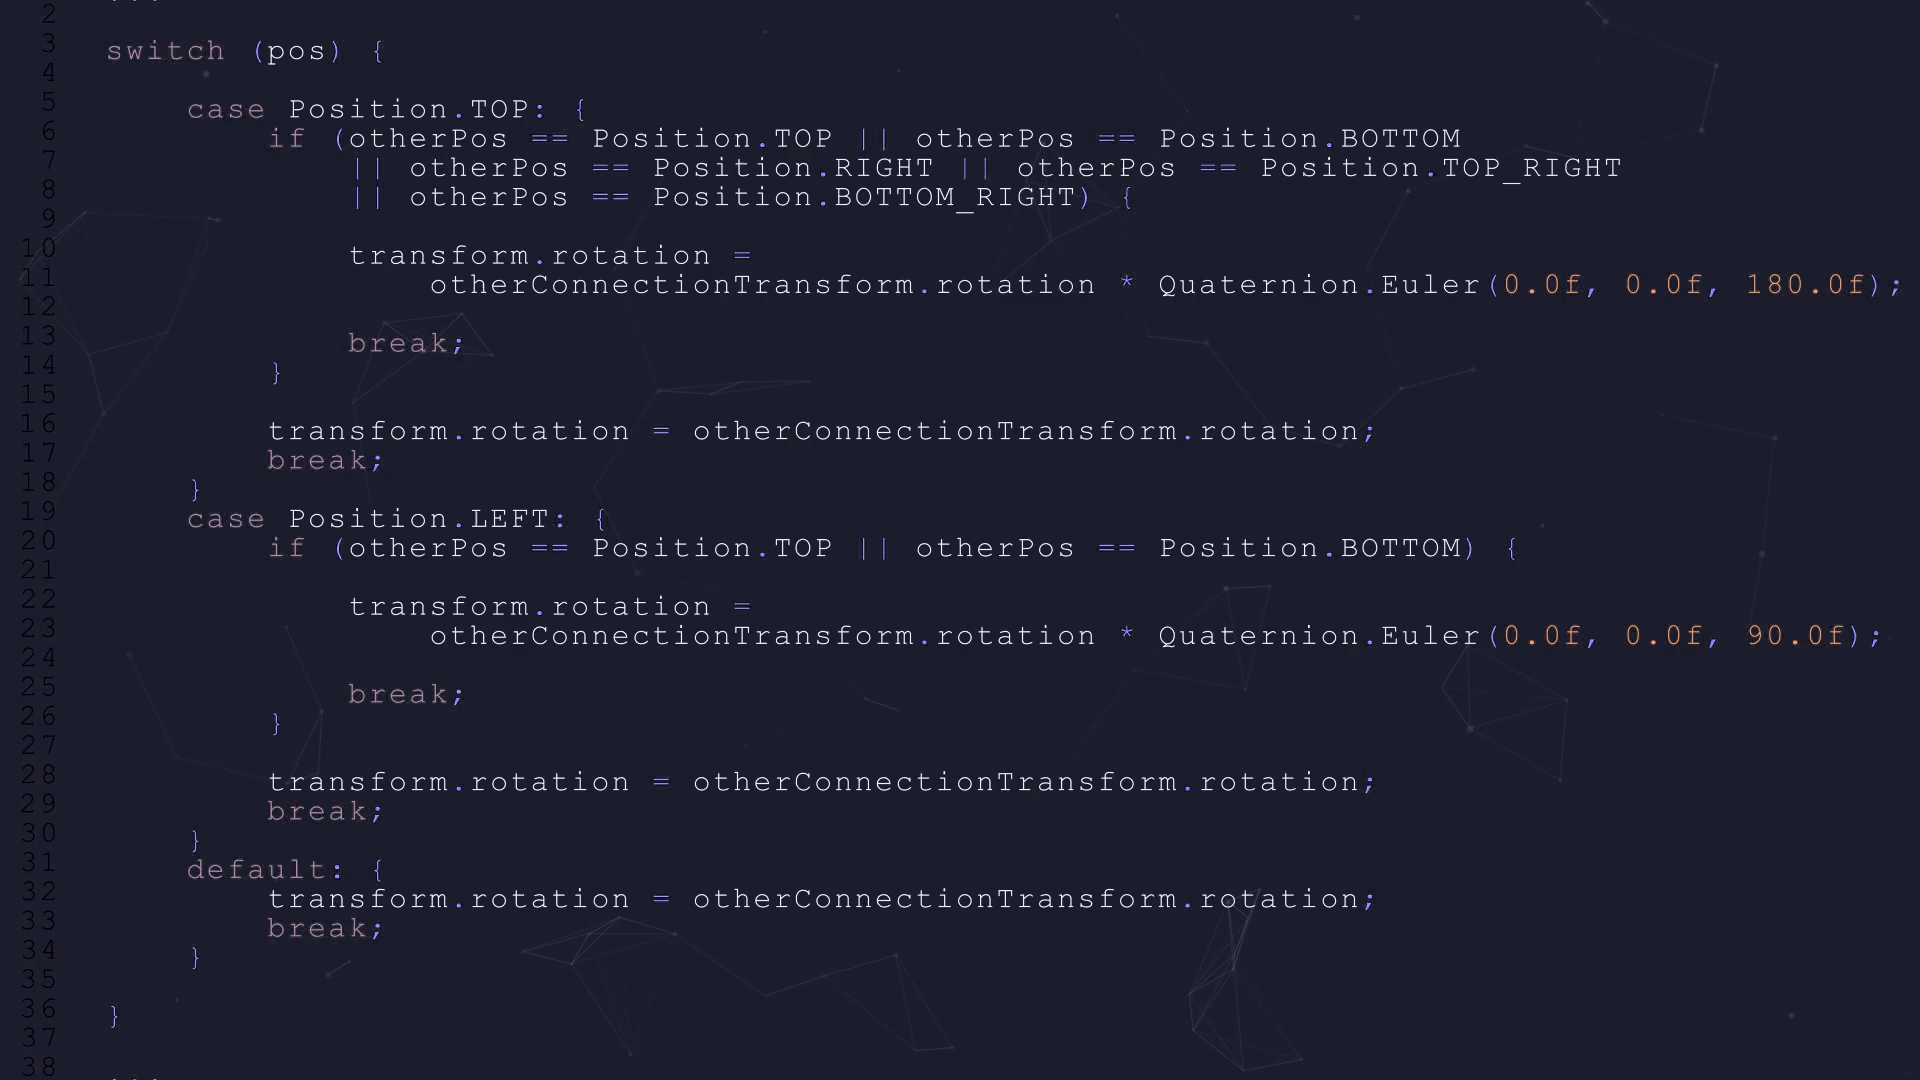 2
3 switch (pos) {
4
5 case Position.TOP: {
6 if (otherPos == Position.TOP || otherPos == Position.BOTTOM
7 || otherPos == Position.RIGHT || otherPos == Position.TOP_RIGHT
8 || otherPos == Position.BOTTOM_RIGHT) {
9
10 transform.rotation =
11 otherConnectionTransform.rotation * Quaternion.Euler(0.0f, 0.0f, 180.0f);
12
13 break;
14 }
15
16 transform.rotation = otherConnectionTransform.rotation;
17 break;
18 }
19 case Position.LEFT: {
20 if (otherPos == Position.TOP || otherPos == Position.BOTTOM) {
21
22 transform.rotation =
23 otherConnectionTransform.rotation * Quaternion.Euler(0.0f, 0.0f, 90.0f);
24
25 break;
26 }
27
28 transform.rotation = otherConnectionTransform.rotation;
29 break;
30 }
31 default: {
32 transform.rotation = otherConnectionTransform.rotation;
33 break;
34 }
35
36 }
37
38